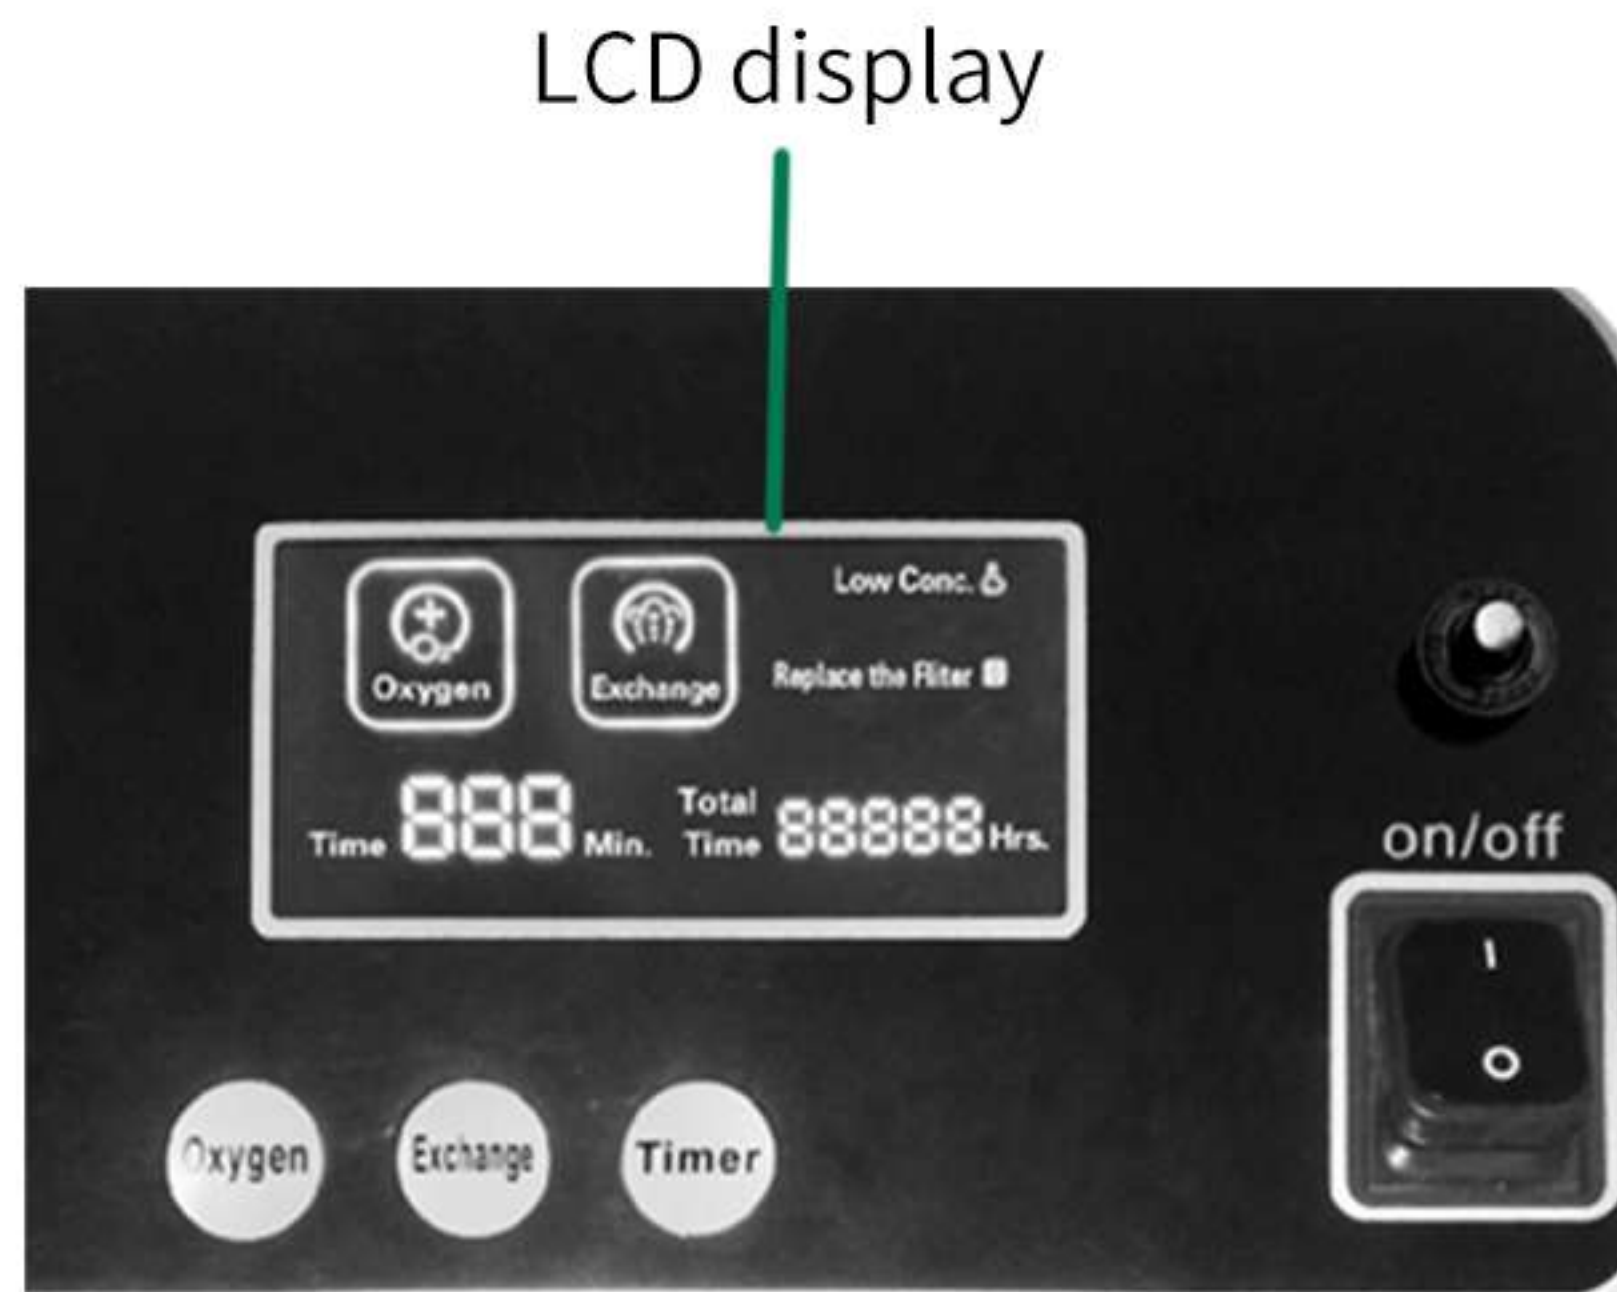 LCD display
Low Conc.
Oxygen
Exchange
Replace the Fliter
Time 888 Min.
Total Time 88888 Hrs.
on/off
I
O
Oxygen
Exchange
Timer